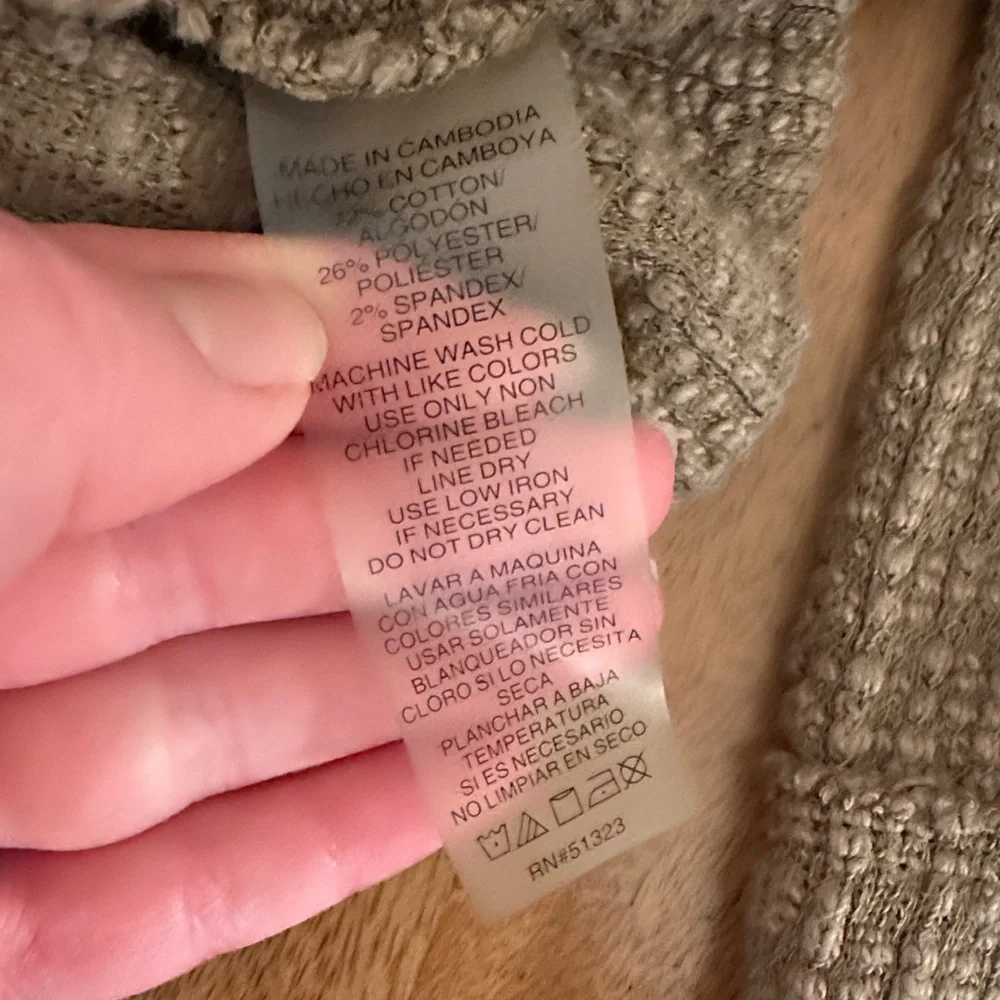 MADE IN CAMBODIA
HECHO EN CAMBOYA
COTTON/
ALGODÓN
26% POLYESTER/
POLIÉSTER
2% SPANDEX/
SPANDEX
MACHINE WASH COLD
WITH LIKE COLORS
USE ONLY NON
CHLORINE BLEACH
IF NEEDED
LINE DRY
USE LOW IRON
IF NECESSARY
DO NOT DRY CLEAN
LAVAR A MAQUINA
CON AGUA FRIA CON
COLORES SIMILARES
USAR SOLAMENTE
BLANQUEADOR SIN
CLORO SI LO NECESITA
SECA
PLANCHAR A BAJA
TEMPERATURA
SI ES NECESARIO
NO LIMPIAR EN SECO
RN#51323